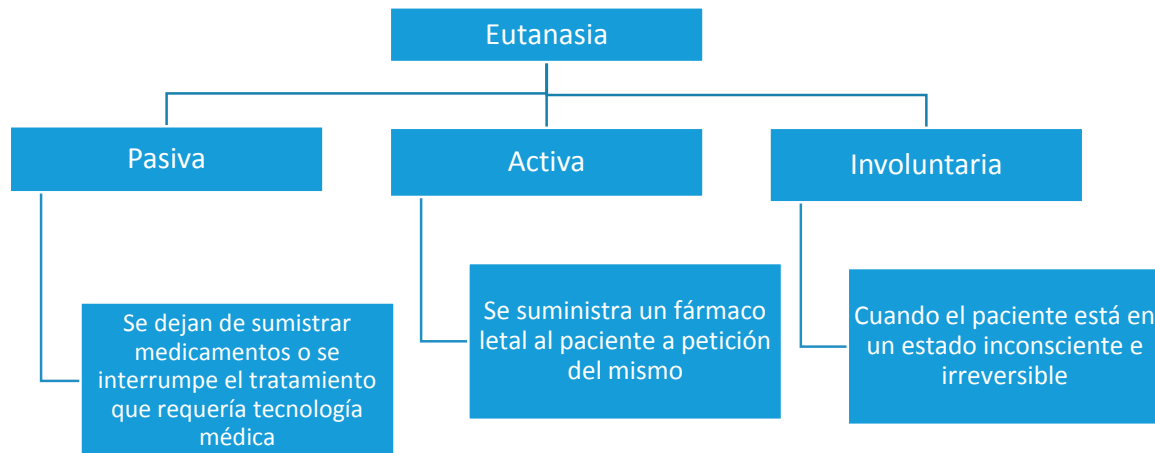 Eutanasia
Pasiva
Activa
Involuntaria
Se dejan de sumistrar
medicamentos o se
interrumpe el tratamiento
que requería tecnología
médica
Se suministra un fármaco
letal al paciente a petición
del mismo
Cuando el paciente está en
un estado inconsciente e
irreversible